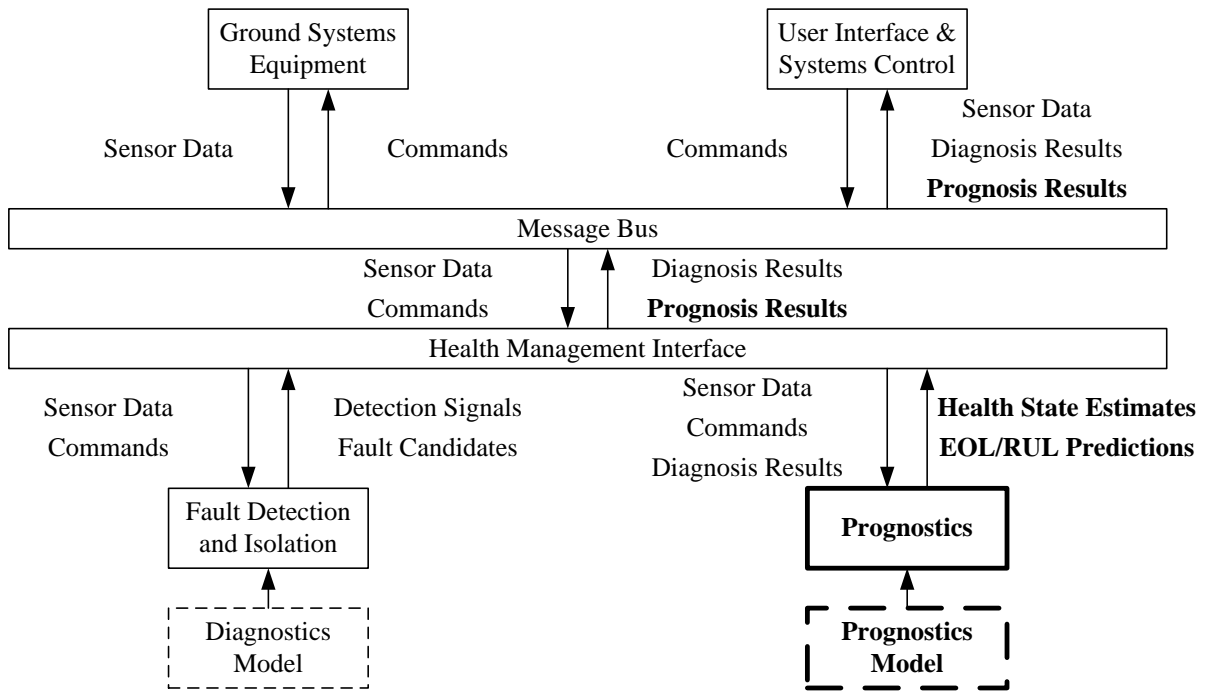 Ground Systems
Equipment
User Interface &
Systems Control
Sensor Data
Commands
Commands
Sensor Data
Diagnosis Results
Prognosis Results
Message Bus
Sensor Data
Commands
Diagnosis Results
Prognosis Results
Health Management Interface
Sensor Data
Commands
Detection Signals
Fault Candidates
Sensor Data
Commands
Diagnosis Results
Health State Estimates
EOL/RUL Predictions
Fault Detection
and Isolation
Prognostics
Diagnostics
Model
Prognostics
Model